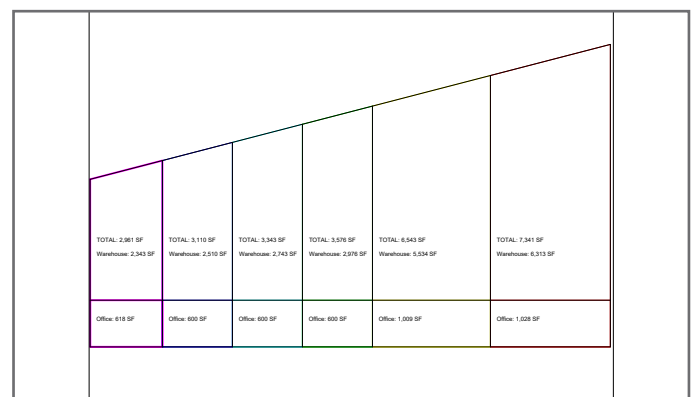 TOTAL: 2,961 SF
Warehouse: 2,343 SF
TOTAL: 3,110 SF
Warehouse: 2,510 SF
TOTAL: 3,343 SF
Warehouse: 2,743 SF
TOTAL: 3,576 SF
Warehouse: 2,976 SF
TOTAL: 6,543 SF
Warehouse: 5,534 SF
TOTAL: 7,341 SF
Warehouse: 6,313 SF
Office: 618 SF
Office: 600 SF
Office: 600 SF
Office: 600 SF
Office: 1,009 SF
Office: 1,028 SF